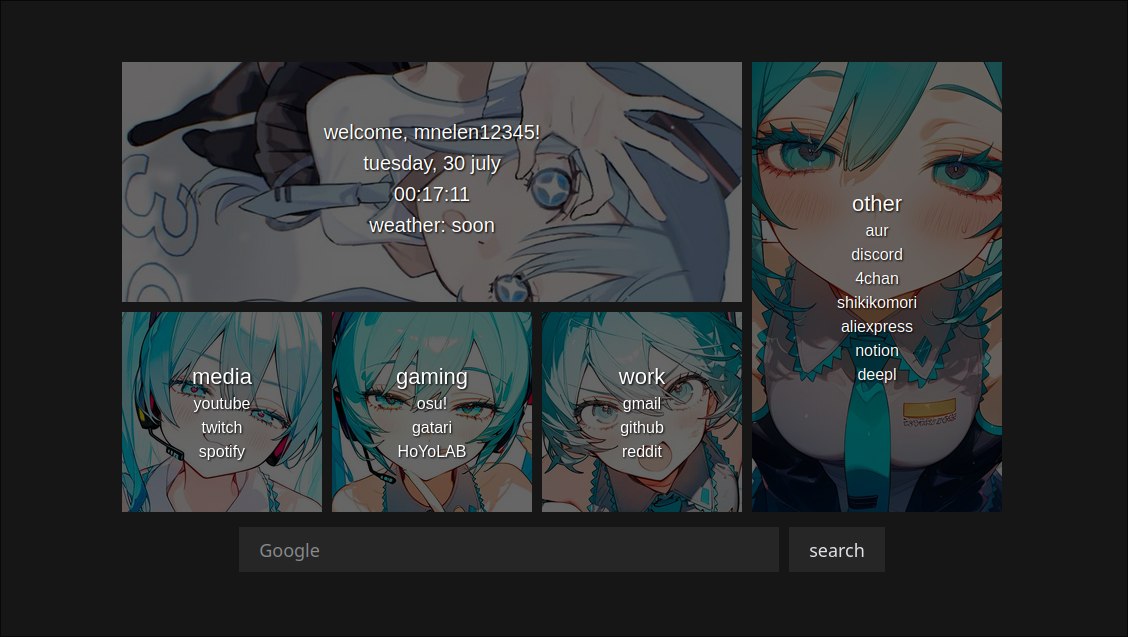 welcome, mnelen12345!
tuesday, 30 july
00:17:11
weather: soon
other
aur
discord
4chan
shikikomori
aliexpress
notion
deepl
media
youtube
twitch
spotify
gaming
osu!
gatari
HoYoLAB
work
gmail
github
reddit
Google
search